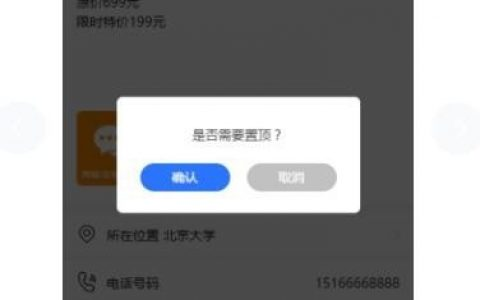 原价699元
限时特价199元
是否需要置顶？
确认
取消
所在位置 北京大学
电话号码
15166668888